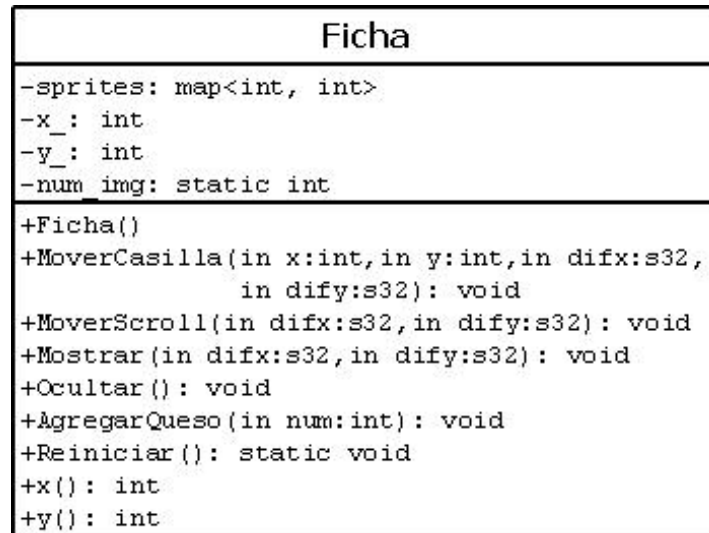 Ficha
-sprites: map<int, int>
-x_: int
-y_: int
-num_img: static int
+Ficha()
+MoverCasilla(in x:int,in y:int,in difx:s32,
in dify:s32): void
+MoverScroll(in difx:s32,in dify:s32): void
+Mostrar(in difx:s32,in dify:s32): void
+Ocultar(): void
+AgregarQueso(in num:int): void
+Reiniciar(): static void
+x(): int
+y(): int